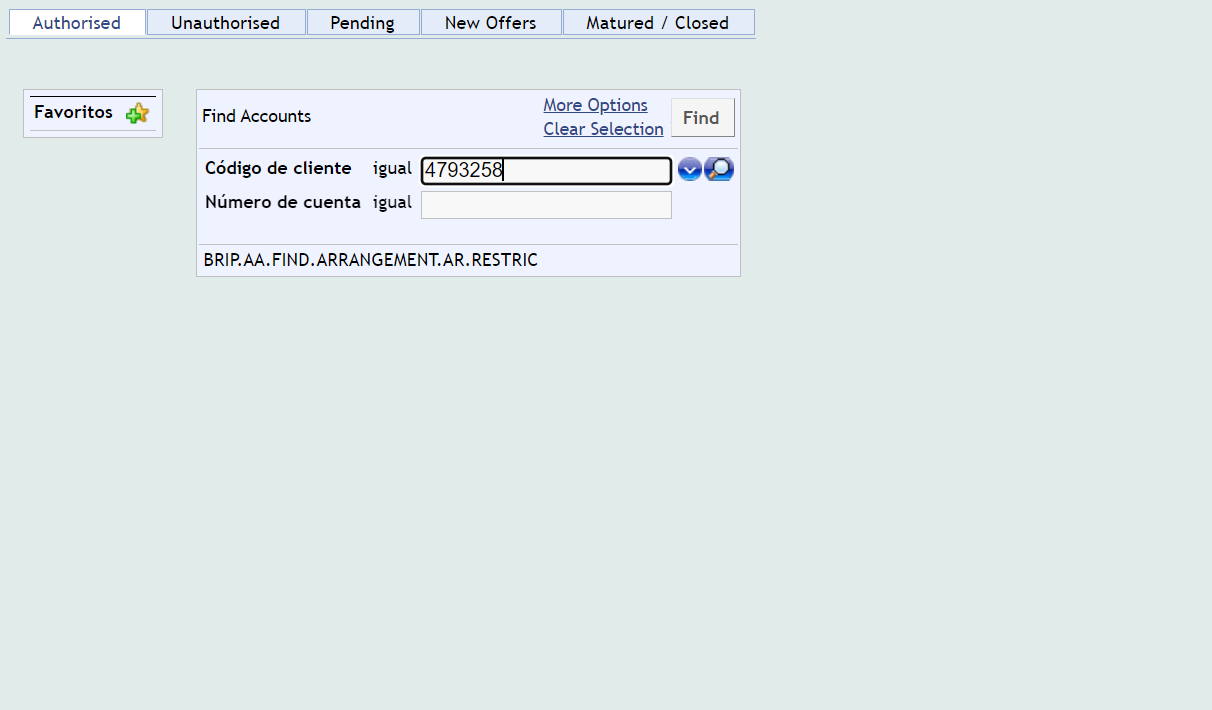 Authorised Unauthorised Pending New Offers Matured / Closed
Favoritos
Find Accounts
More Options
Clear Selection
Find
Código de cliente igual 4793258
Número de cuenta igual
BRIP.AA.FIND.ARRANGEMENT.AR.RESTRIC